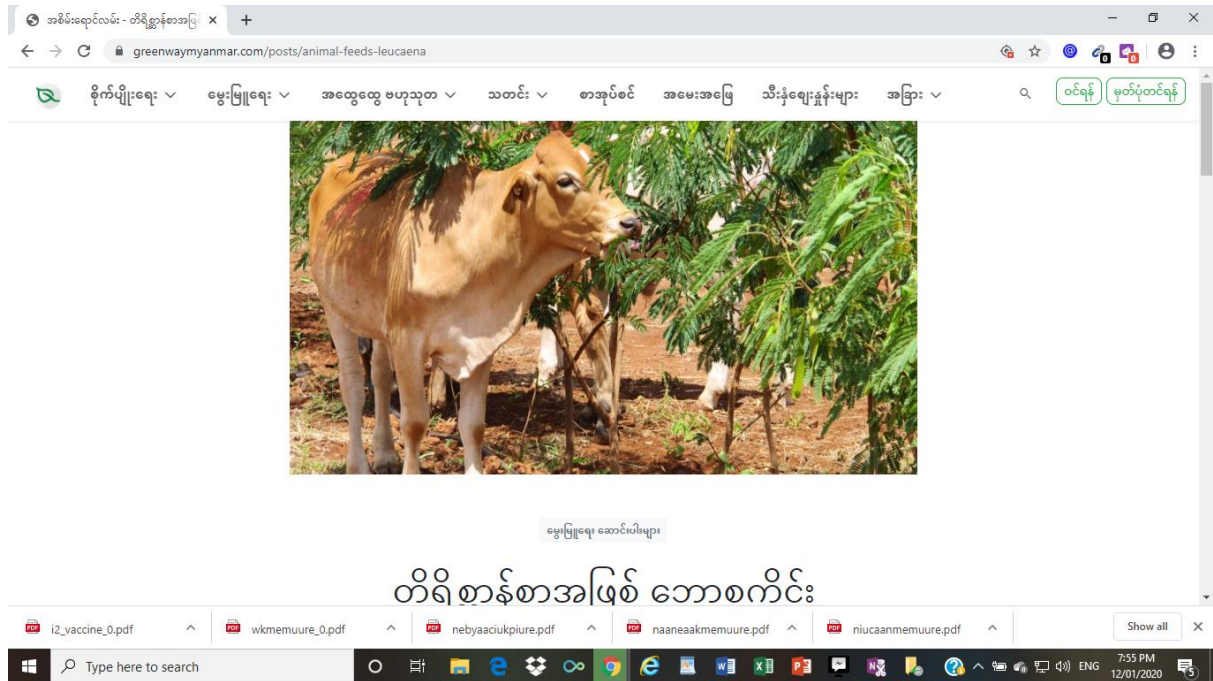 အစိမ်းရောင်လမ်း - တိရိစ္ဆာန်စာအဖြ
greenwaymyanmar.com/posts/animal-feeds-leucaena
စိုက်ပျိုးရေး မွေးမြူရေး အထွေထွေ ဗဟုသုတ သတင်း စာအုပ်စင် အမေးအဖြေ သီးနှံစျေးနှုန်းများ အခြား ဝင်ရန် မှတ်ပုံတင်ရန်
မွေးမြူရေး ဆောင်းပါးများ
တိရိစ္ဆာန်စာအဖြစ် ဘောစကိုင်း
i2_vaccine_0.pdf wkmemuure_0.pdf nebyaaciukpiure.pdf naaneaakmemuure.pdf niucaanmemuure.pdf Show all
Type here to search ENG 7:55 PM
12/01/2020